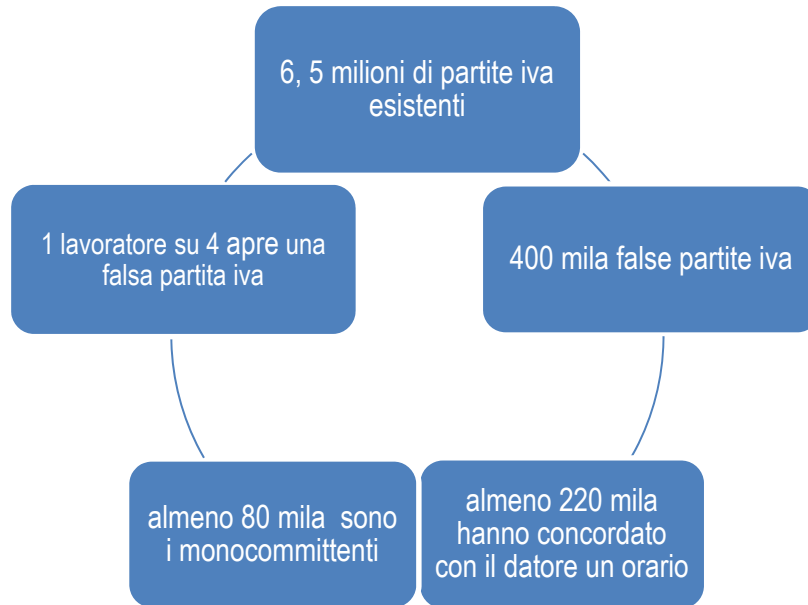 6, 5 milioni di partite iva
esistenti
1 lavoratore su 4 apre una
falsa partita iva
400 mila false partite iva
almeno 80 mila sono
i monocommittenti
almeno 220 mila
hanno concordato
con il datore un orario